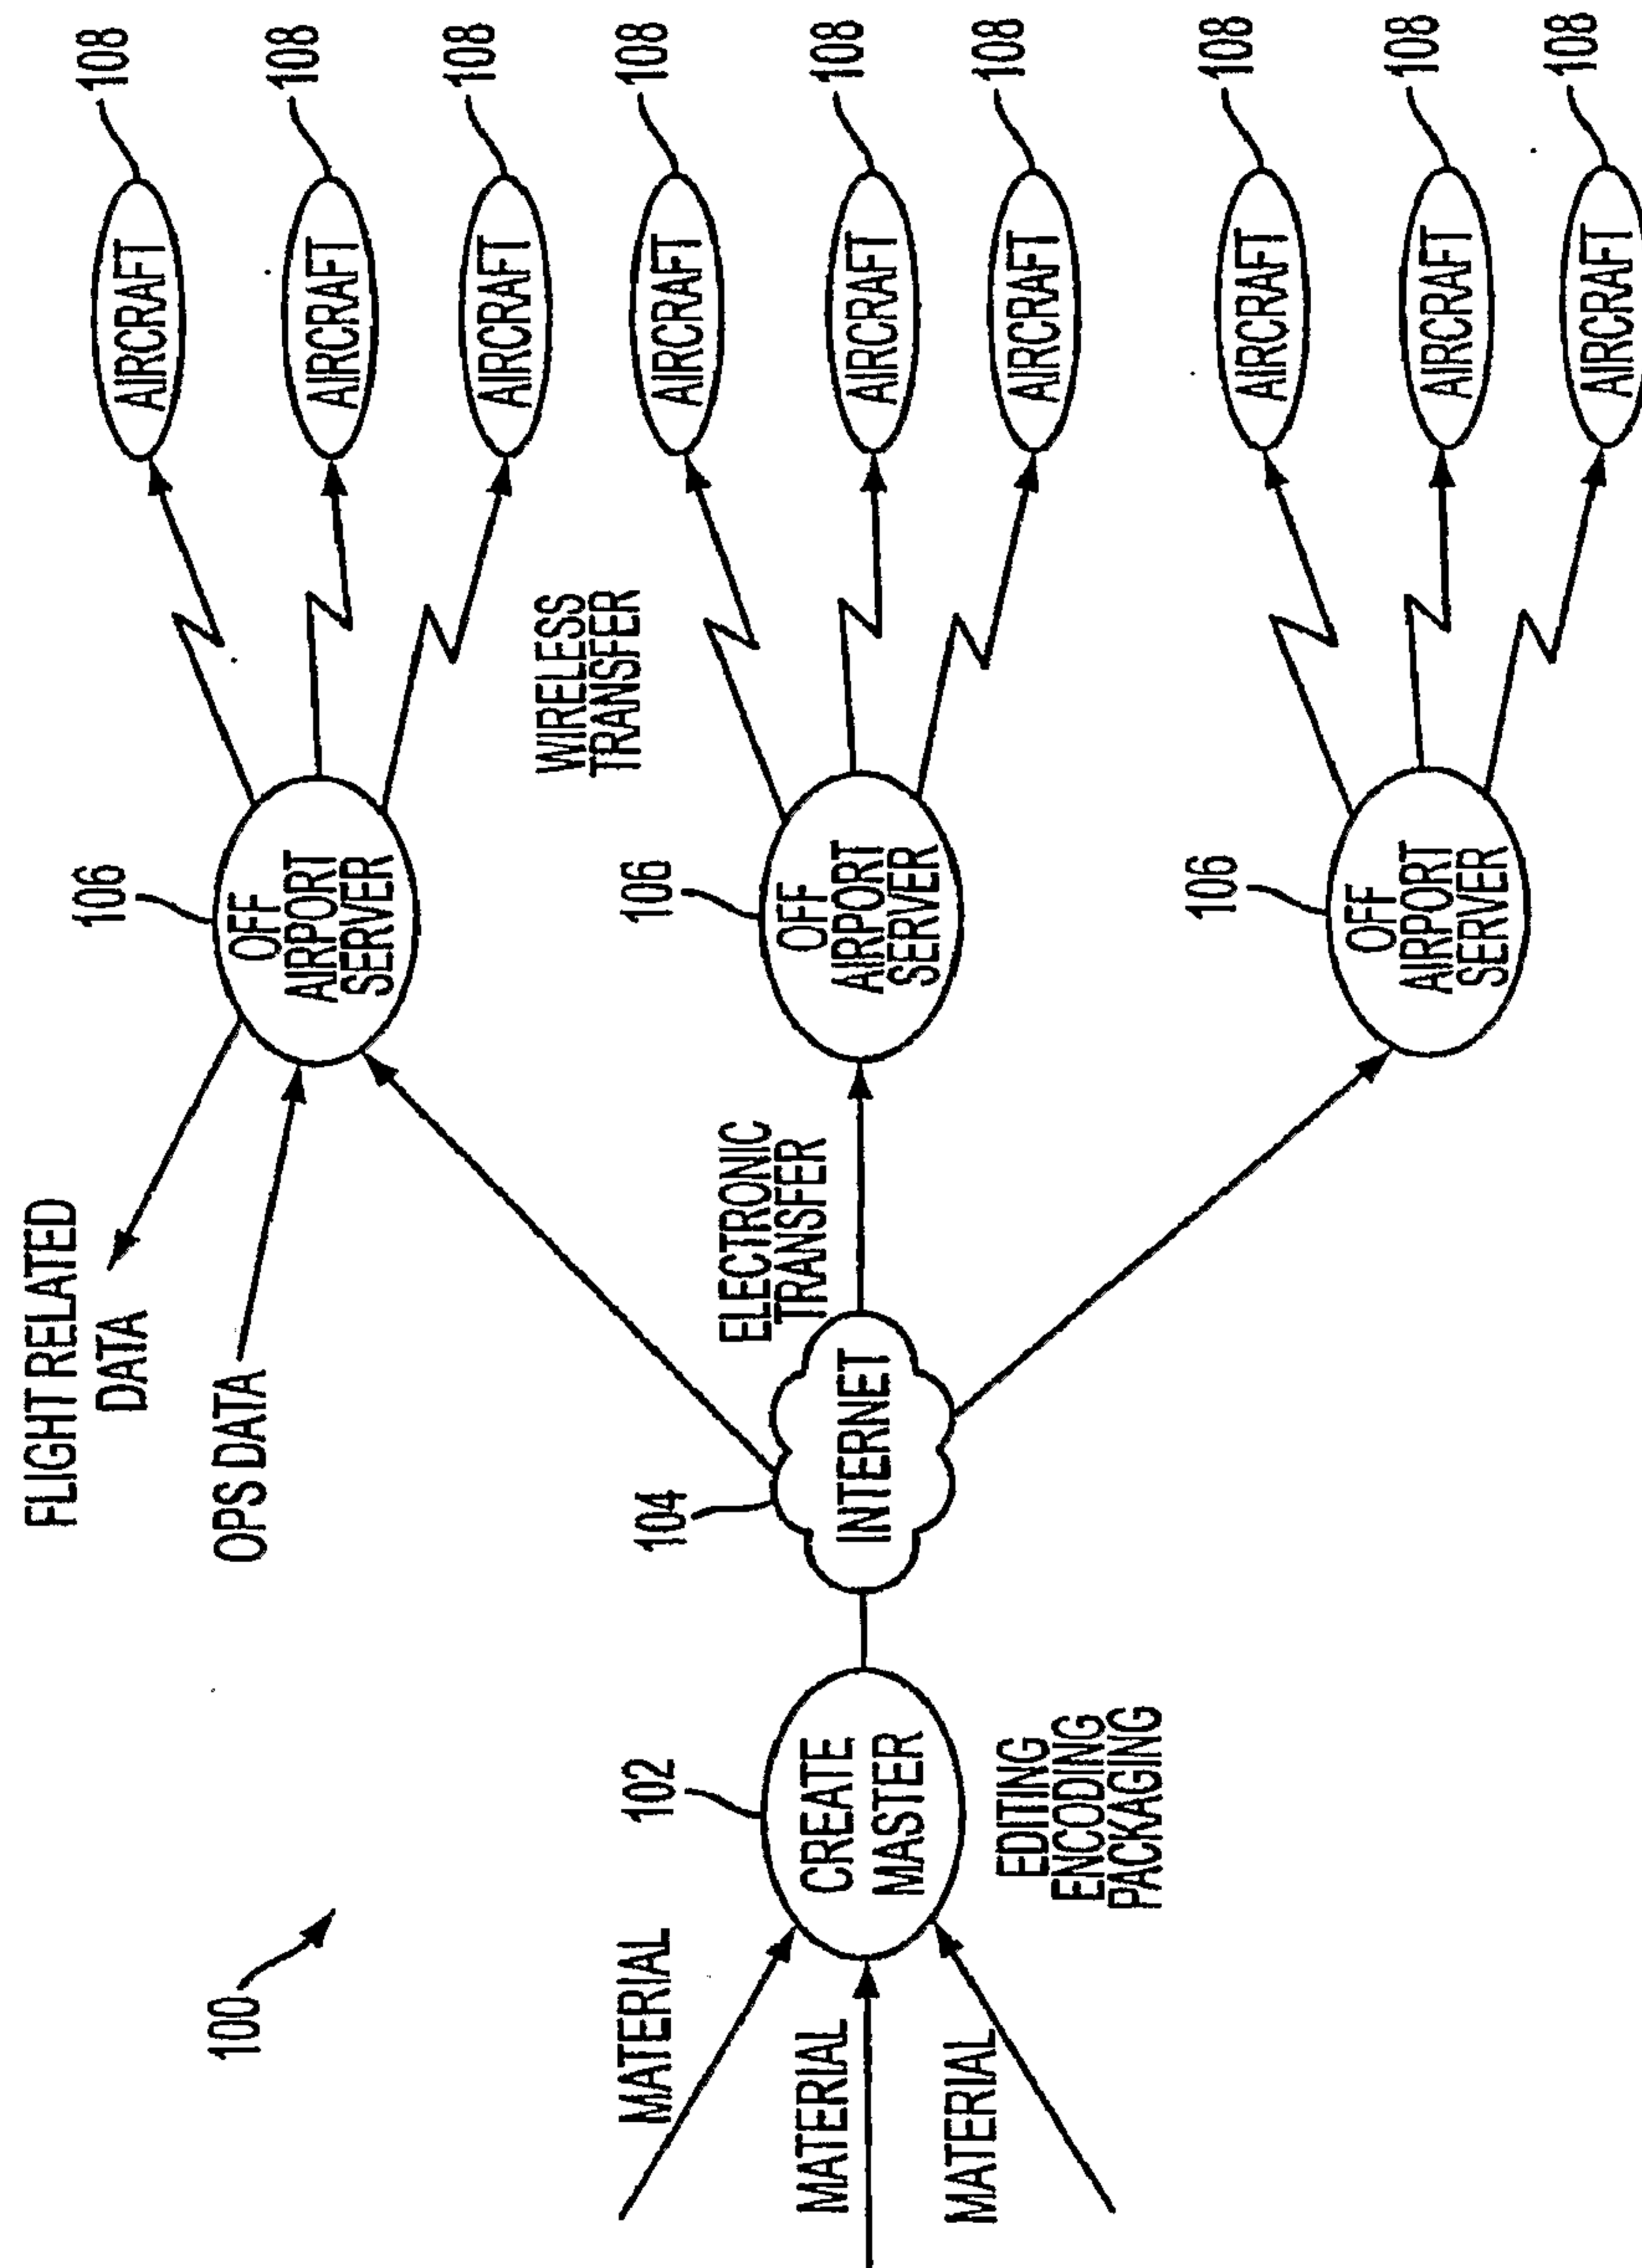 100
MATERIAL
MATERIAL
MATERIAL
102
CREATE
MASTER
EDITING
ENCODING
PACKAGING
104
INTERNET
ELECTRONIC
TRANSFER
FLIGHT RELATED
DATA
OPS DATA
106
OFF
AIRPORT
SERVER
106
OFF
AIRPORT
SERVER
106
OFF
AIRPORT
SERVER
WIRELESS
TRANSFER
AIRCRAFT
108
AIRCRAFT
108
AIRCRAFT
108
AIRCRAFT
108
AIRCRAFT
108
AIRCRAFT
108
AIRCRAFT
108
AIRCRAFT
108
AIRCRAFT
108